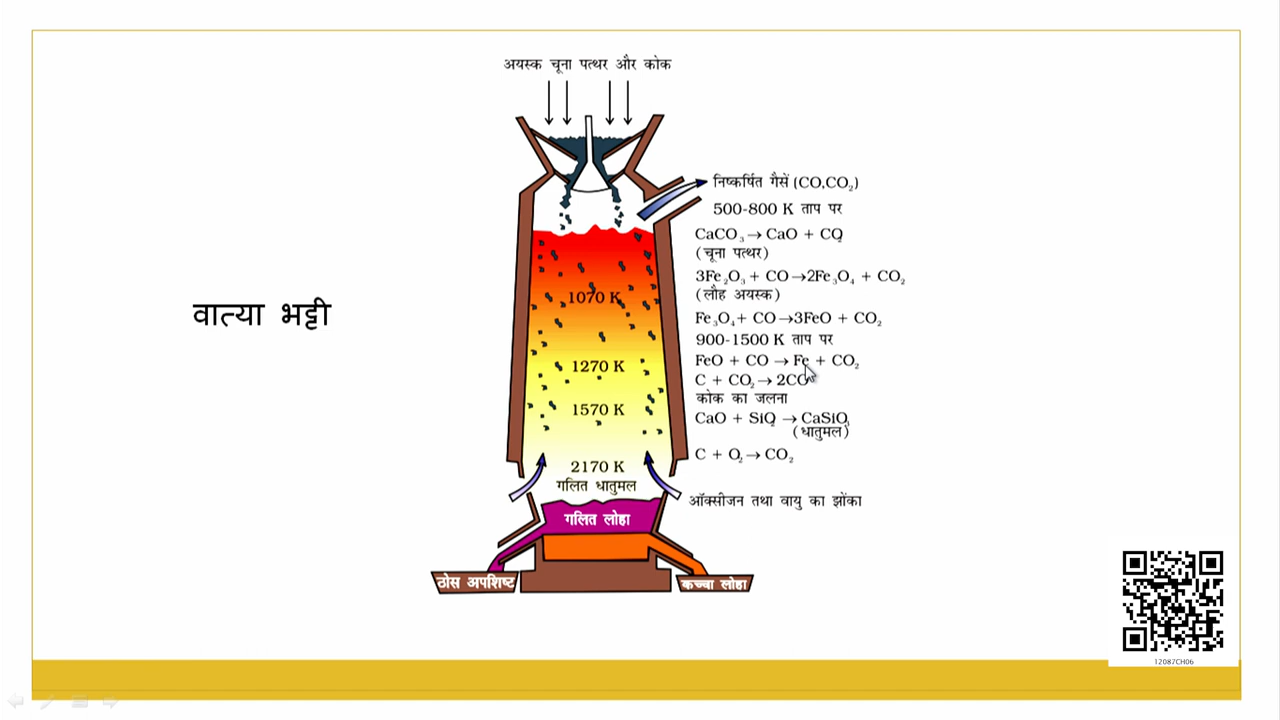 अयस्क चूना पत्थर और कोक
निष्कर्षित गैसें (CO,CO₂)
500-800 K ताप पर
CaCO₃ → CaO + CO₂
(चूना पत्थर)
3Fe₂O₃ + CO→2Fe₃O₄ + CO₂
(लौह अयस्क)
Fe₃O₄+ CO→3FeO + CO₂
900-1500 K ताप पर
FeO + CO → Fe + CO₂
C + CO₂→ 2CO
कोक का जलना
CaO + SiO₂ → CaSiO₃
(धातुमल)
C + O₂→ CO₂
ऑक्सीजन तथा वायु का झोंका
वात्या भट्टी
1070 K
1270 K
1570 K
2170 K
गलित धातुमल
गलित लोहा
ठोस अपशिष्ट
कच्चा लोहा
12087CH06